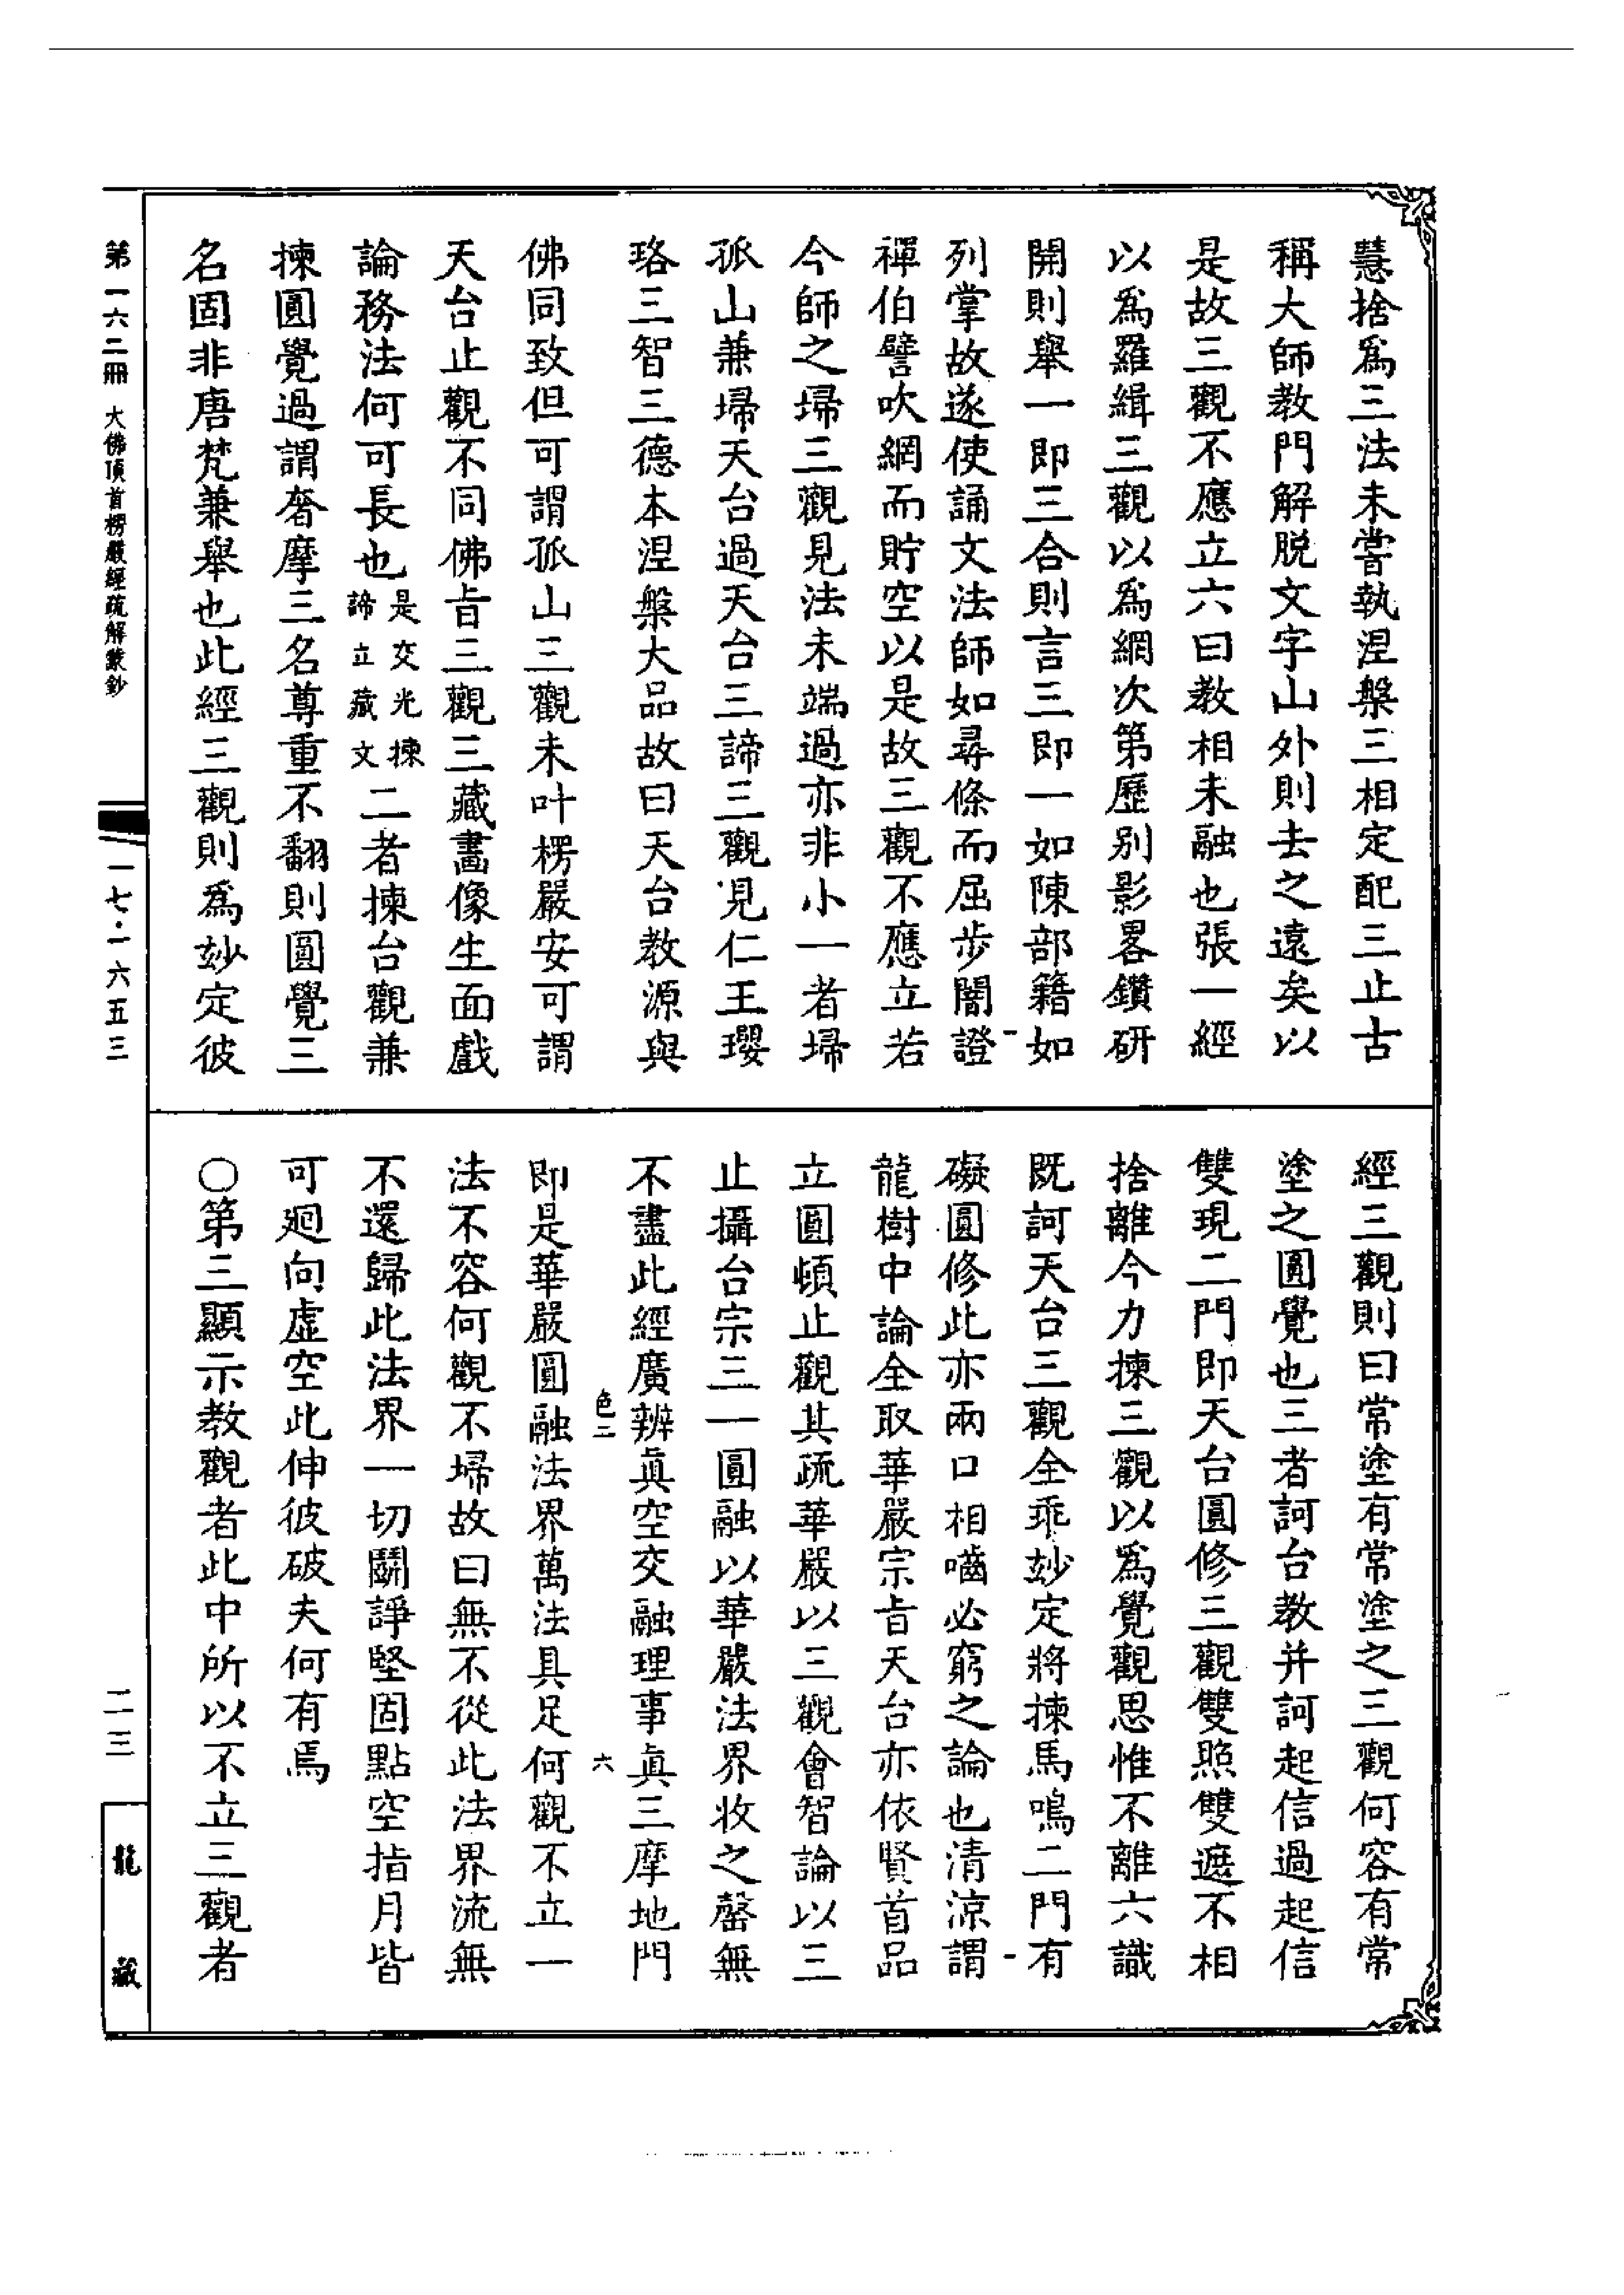 慧捨爲三法未嘗執涅槃三相定配三止古
稱大師教門解脱文字山外則去之遠矣以
是故三觀不應立六曰教相未融也張一經
以爲羅緝三觀以爲網次第歷别影畧鑽研
開則舉一即三合則言三即一如陳部籍如
列掌故遂使誦文法師如尋條而屈步闇證
禪伯譬吹網而貯空以是故三觀不應立若
今師之埽三觀見法未端過亦非小一者埽
孤山兼埽天台過天台三諦三觀見仁王瓔
珞三智三德本涅槃大品故曰天台教源與
佛同致但可謂孤山三觀未叶楞嚴安可謂
天台止觀不同佛旨三觀三藏畵像生面戲
論務法何可長也是交光揀諦立藏文二者揀台觀兼
揀圓覺過謂奢摩三名尊重不翻則圓覺三
名固非唐梵兼舉也此經三觀則爲妙定彼
經三觀則曰常塗有常塗之三觀何容有常
塗之圓覺也三者訶台教并訶起信過起信
雙現二門即天台圓修三觀雙照雙遮不相
捨離今力揀三觀以爲覺觀思惟不離六識
既訶天台三觀全乖妙定將揀馬鳴二門有
礙圓修此亦兩口相嚙必窮之論也清涼謂
龍樹中論全取華嚴宗旨天台亦依賢首品
立圓頓止觀其疏華嚴以三觀會智論以三
止攝台宗三一圓融以華嚴法界收之罄無
不盡此經廣辨眞空交融理事眞三摩地門
色二 六
即是華嚴圓融法界萬法具足何觀不立一
法不容何觀不埽故曰無不從此法界流無
不還歸此法界一切鬭諍堅固點空指月皆
可廻向虛空此伸彼破夫何有焉
○第三顯示教觀者此中所以不立三觀者
第一六二冊 大佛頂首楞嚴經疏解蒙鈔
一七·一六五三
二三
龍藏